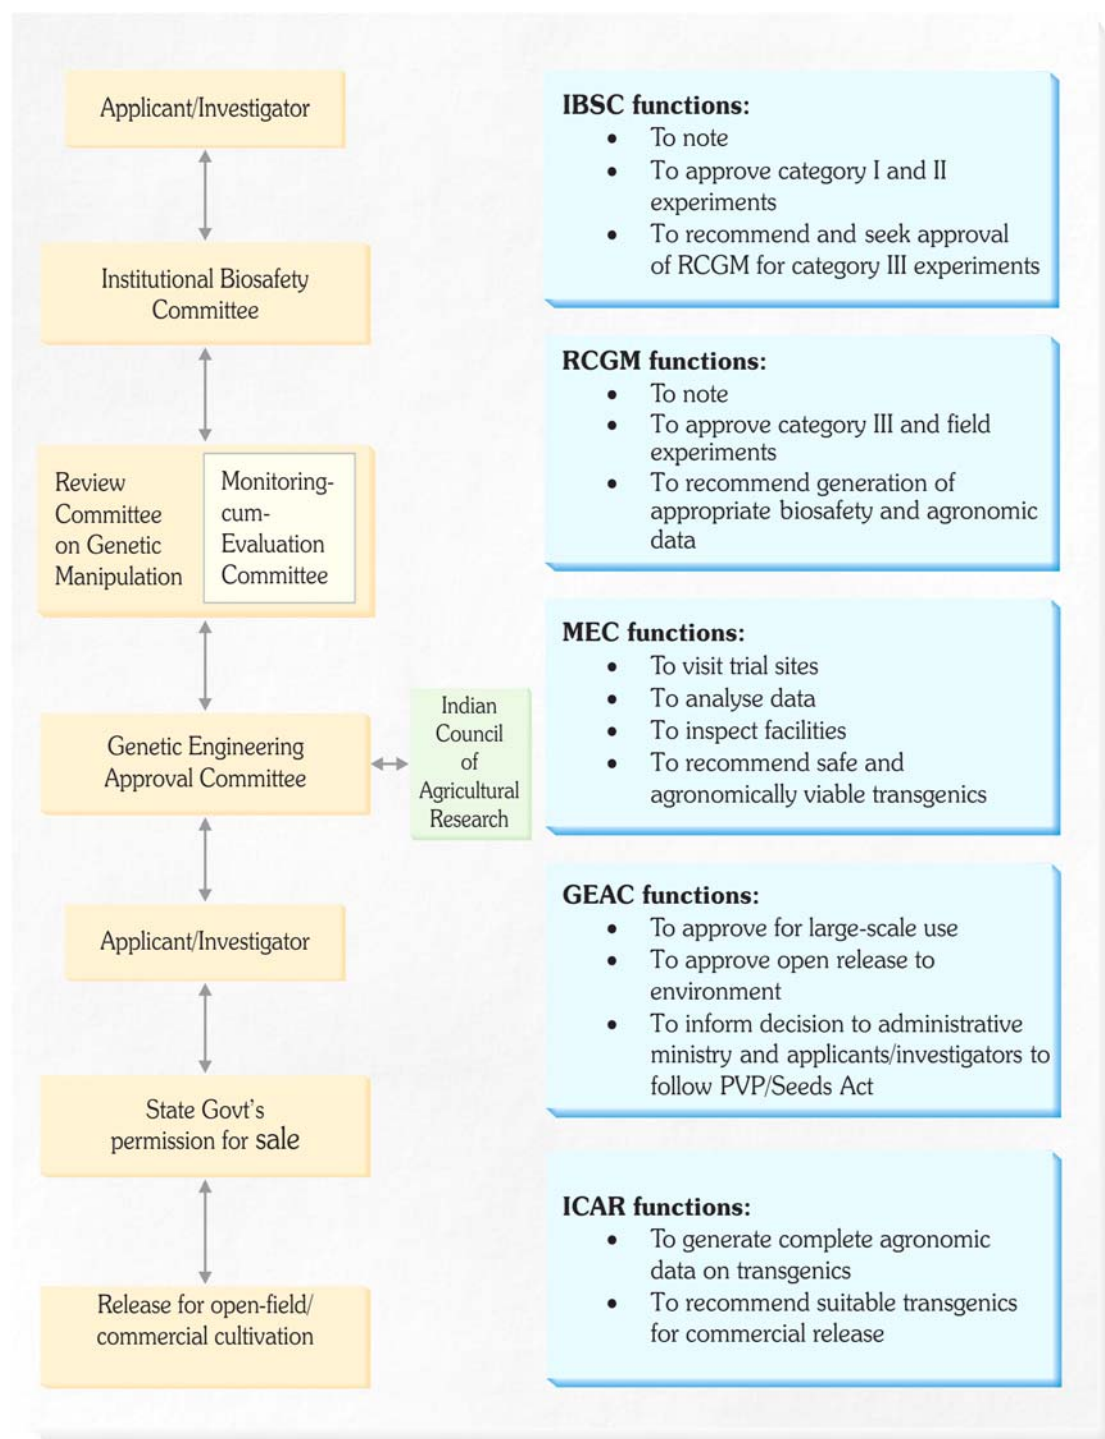 Applicant/Investigator
Institutional Biosafety
Committee
Review
Committee
on Genetic
Manipulation
Monitoring-
cum-
Evaluation
Committee
Genetic Engineering
Approval Committee
Indian
Council
of
Agricultural
Research
Applicant/Investigator
State Govt's
permission for sale
Release for open-field/
commercial cultivation
IBSC functions:
• To note
• To approve category I and II
experiments
• To recommend and seek approval
of RCGM for category III experiments
RCGM functions:
• To note
• To approve category III and field
experiments
• To recommend generation of
appropriate biosafety and agronomic
data
MEC functions:
• To visit trial sites
• To analyse data
• To inspect facilities
• To recommend safe and
agronomically viable transgenics
GEAC functions:
• To approve for large-scale use
• To approve open release to
environment
• To inform decision to administrative
ministry and applicants/investigators to
follow PVP/Seeds Act
ICAR functions:
• To generate complete agronomic
data on transgenics
• To recommend suitable transgenics
for commercial release